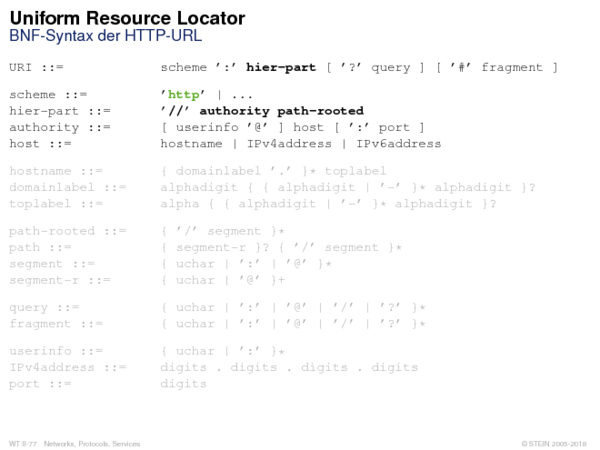 Uniform Resource Locator
BNF-Syntax der HTTP-URL
URI ::= scheme ’:’ hier-part [ ’?’ query ] [ ’#’ fragment ]
scheme ::= ’http’ | ...
hier-part ::= ’//’ authority path-rooted
authority ::= [ userinfo ’@’ ] host [ ’:’ port ]
host ::= hostname | IPv4address | IPv6address
hostname ::= { domainlabel ’.’ }* toplabel
domainlabel ::= alphadigit { { alphadigit | ’-’ }* alphadigit }?
toplabel ::= alpha { { alphadigit | ’-’ }* alphadigit }?
path-rooted ::= { ’/’ segment }*
path ::= { segment-r }? { ’/’ segment }*
segment ::= { uchar | ’:’ | ’@’ }*
segment-r ::= { uchar | ’@’ }+
query ::= { uchar | ’:’ | ’@’ | ’/’ | ’?’ }*
fragment ::= { uchar | ’:’ | ’@’ | ’/’ | ’?’ }*
userinfo ::= { uchar | ’:’ }*
IPv4address ::= digits . digits . digits . digits
port ::= digits
WT:II-77 Networks, Protocols, Services © STEIN 2005-2018